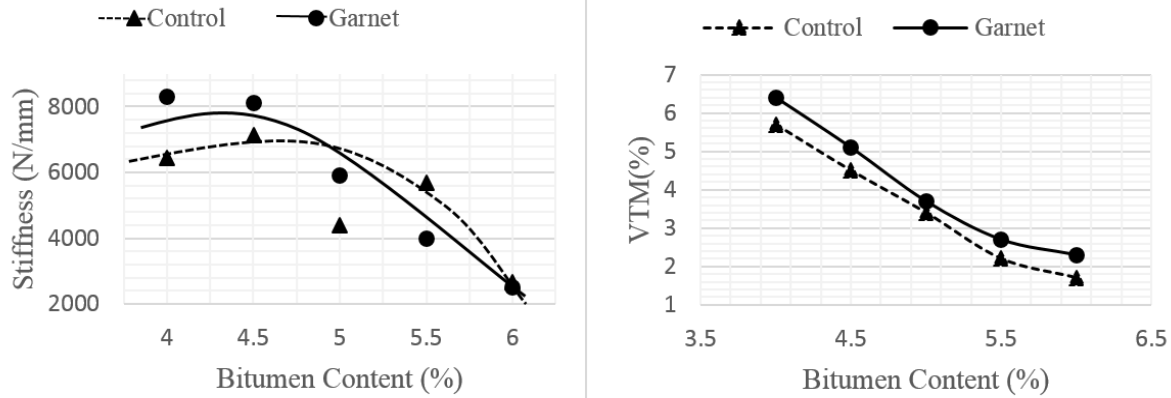 Control Garnet
Stiffness (N/mm)
8000
6000
4000
2000
4 4.5 5 5.5 6
Bitumen Content (%)
Control Garnet
VTM(%)
7
6
5
4
3
2
1
3.5 4.5 5.5 6.5
Bitumen Content (%)